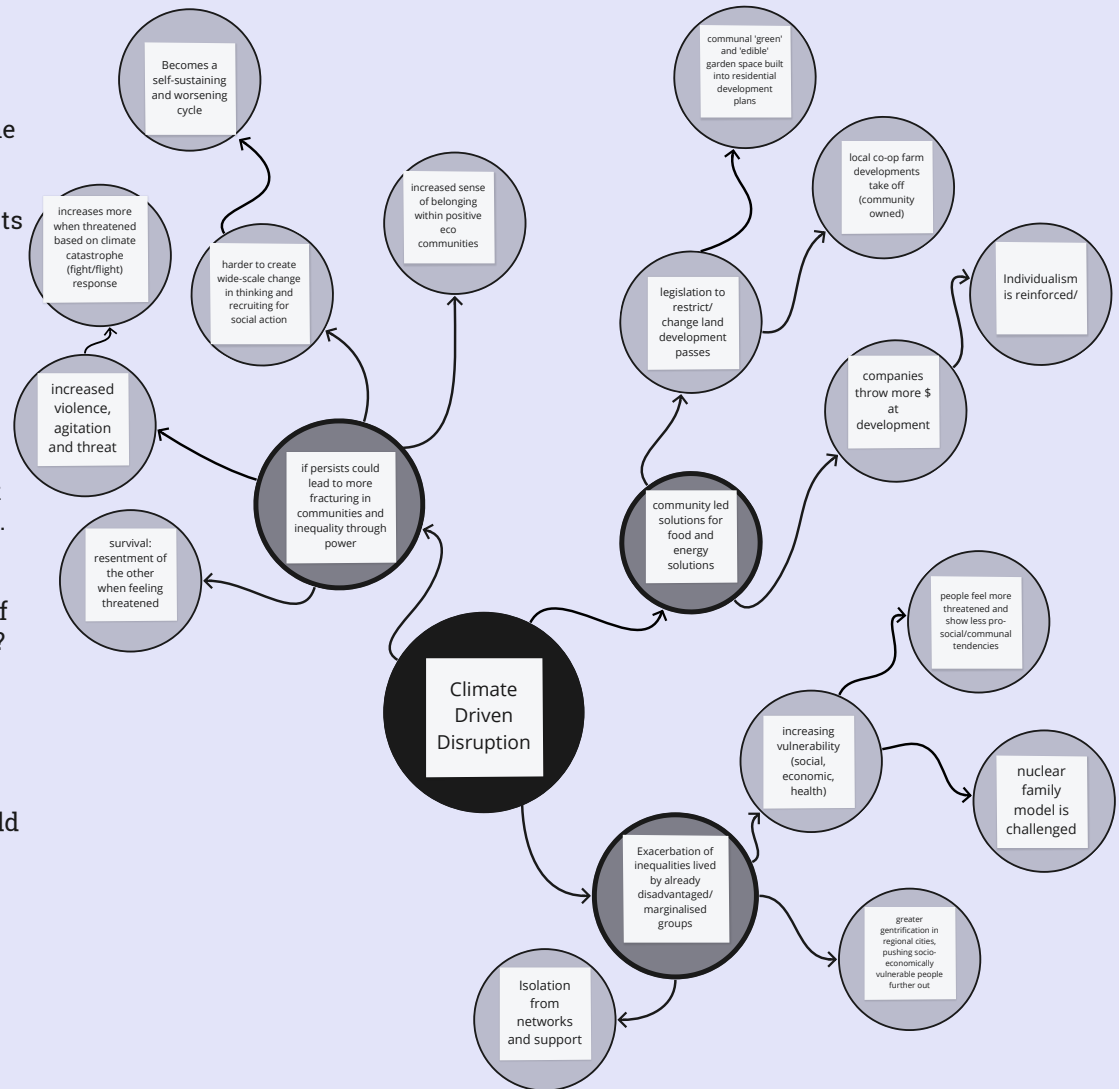 Becomes a
self-sustaining
and worsening
cycle
communal 'green'
and 'edible'
garden space built
into residential
development
plans
local co-op farm
developments
take off
(community
owned)
increased sense
of belonging
within positive
eco
communities
increases more
when threatened
based on climate
catastrophe
(fight/flight)
response
harder to create
wide-scale change
in thinking and
recruiting for
social action
legislation to
restrict/
change land
development
passes
Individualism
is reinforced/
companies
throw more $
at
development
increased
violence,
agitation
and threat
if persists could
lead to more
fracturing in
communities and
inequality through
power
community led
solutions for
food and
energy
solutions
survival:
resentment of
the other
when feeling
threatened
people feel more
threatened and
show less pro-
social/communal
tendencies
Climate
Driven
Disruption
increasing
vulnerability
(social,
economic,
health)
nuclear
family
model is
challenged
Exacerbation of
inequalities lived
by already
disadvantaged/
marginalised
groups
greater
gentrification in
regional cities,
pushing socio-
economically
vulnerable people
further out
Isolation
from
networks
and support